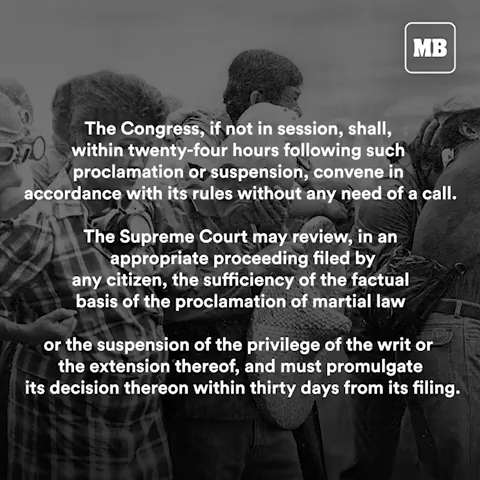 MB
The Congress, if not in session, shall,
within twenty-four hours following such
proclamation or suspension, convene in
accordance with its rules without any need of a call.
The Supreme Court may review, in an
appropriate proceeding filed by
any citizen, the sufficiency of the factual
basis of the proclamation of martial law
or the suspension of the privilege of the writ or
the extension thereof, and must promulgate
its decision thereon within thirty days from its filing.